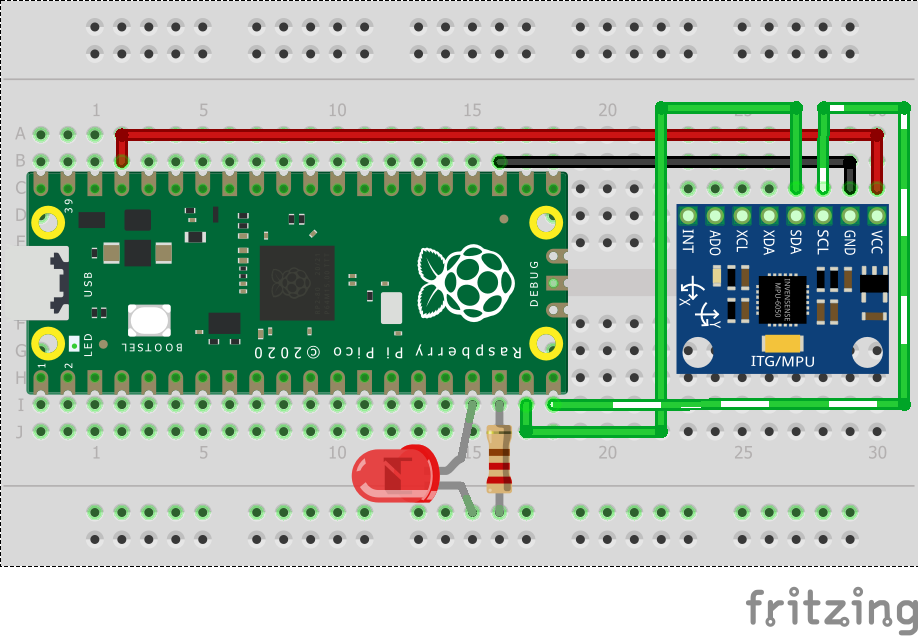 1 5 10 15 20 25 30
A
B
C
D
F
F
G
H
I
J
39
USB
DEBUG
LED
1
2
BOOTSEL
Raspberry Pi Pico © 2020
INT
ADO
XCL
XDA
SDA
SCL
GND
VCC
X
Y
INVENSENSE
MPU-6050
ITG/MPU
1 5 10 15 20 25 30
fritzing